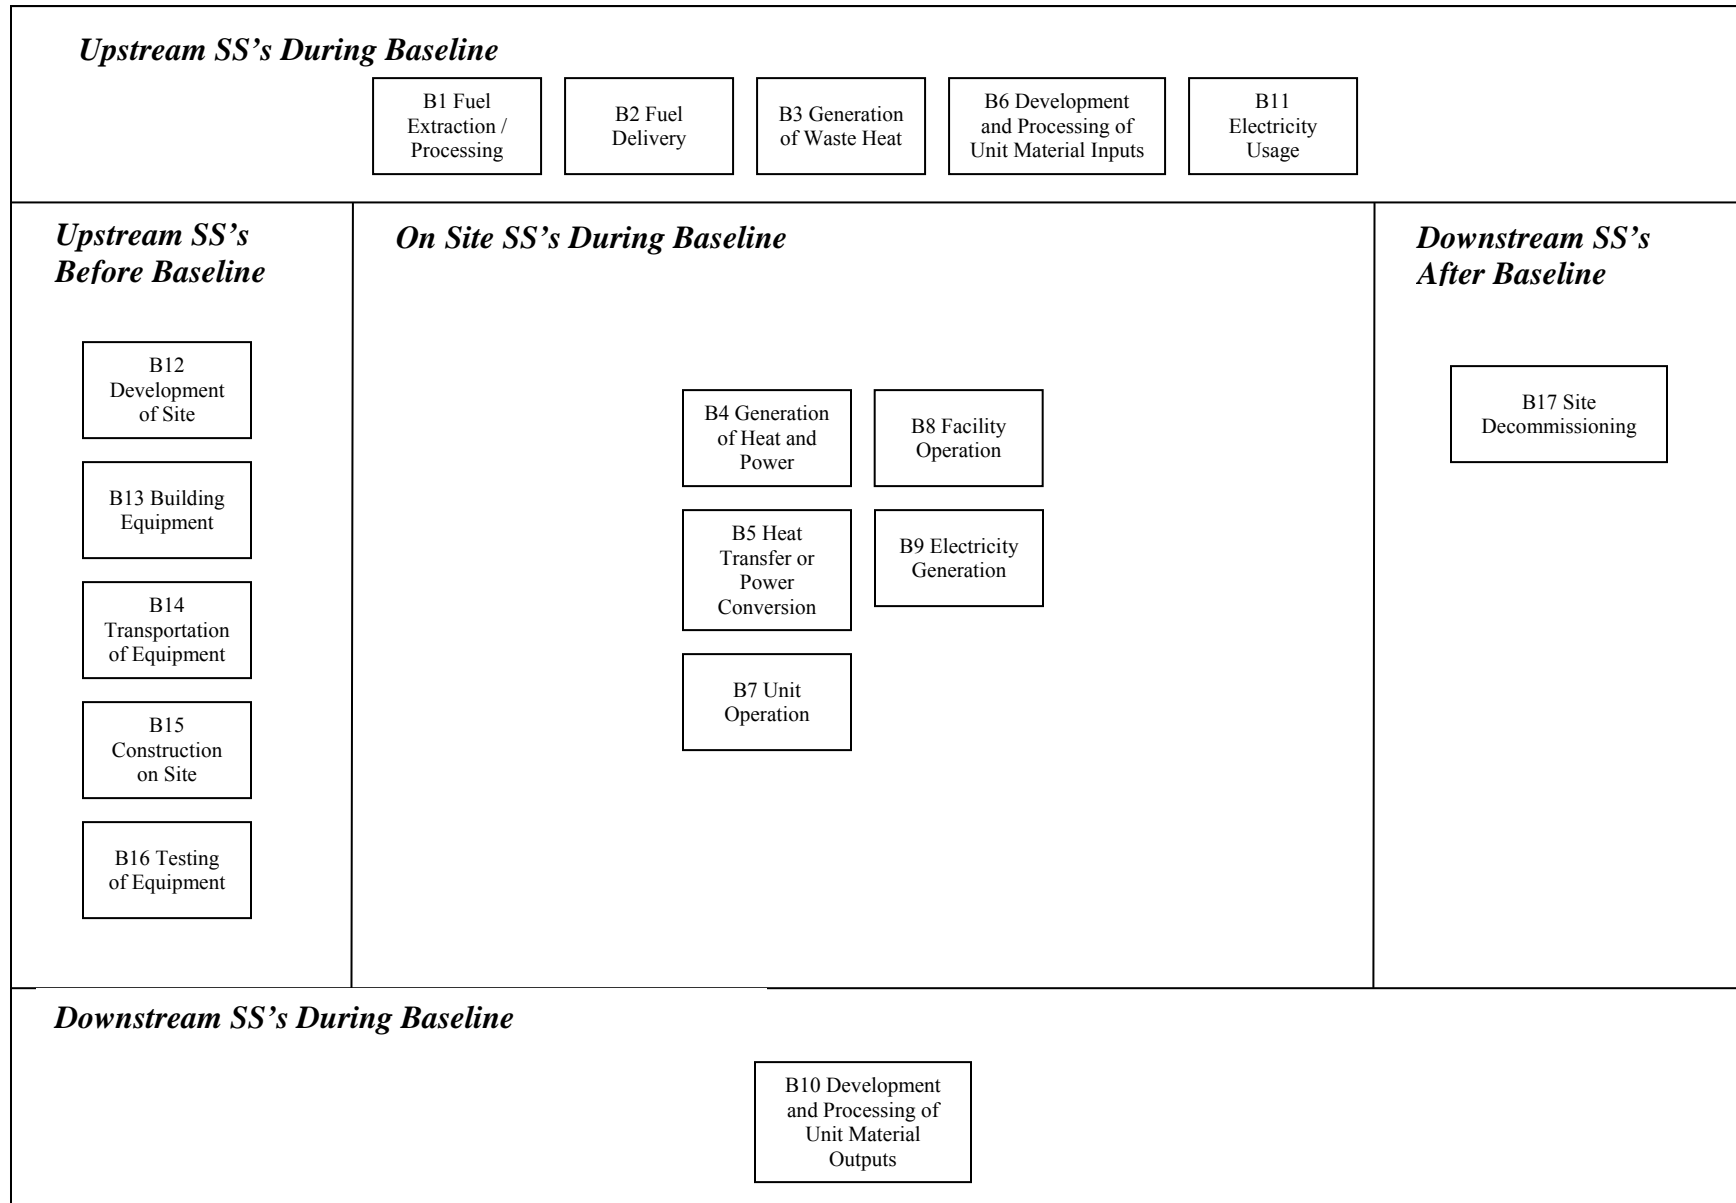 Upstream SS’s During Baseline
B1 Fuel
Extraction /
Processing
B2 Fuel
Delivery
B3 Generation
of Waste Heat
B6 Development
and Processing of
Unit Material Inputs
B11
Electricity
Usage
Upstream SS’s
Before Baseline
B12
Development
of Site
B13 Building
Equipment
B14
Transportation
of Equipment
B15
Construction
on Site
B16 Testing
of Equipment
On Site SS’s During Baseline
B4 Generation
of Heat and
Power
B8 Facility
Operation
B5 Heat
Transfer or
Power
Conversion
B9 Electricity
Generation
B7 Unit
Operation
Downstream SS’s
After Baseline
B17 Site
Decommissioning
Downstream SS’s During Baseline
B10 Development
and Processing of
Unit Material
Outputs